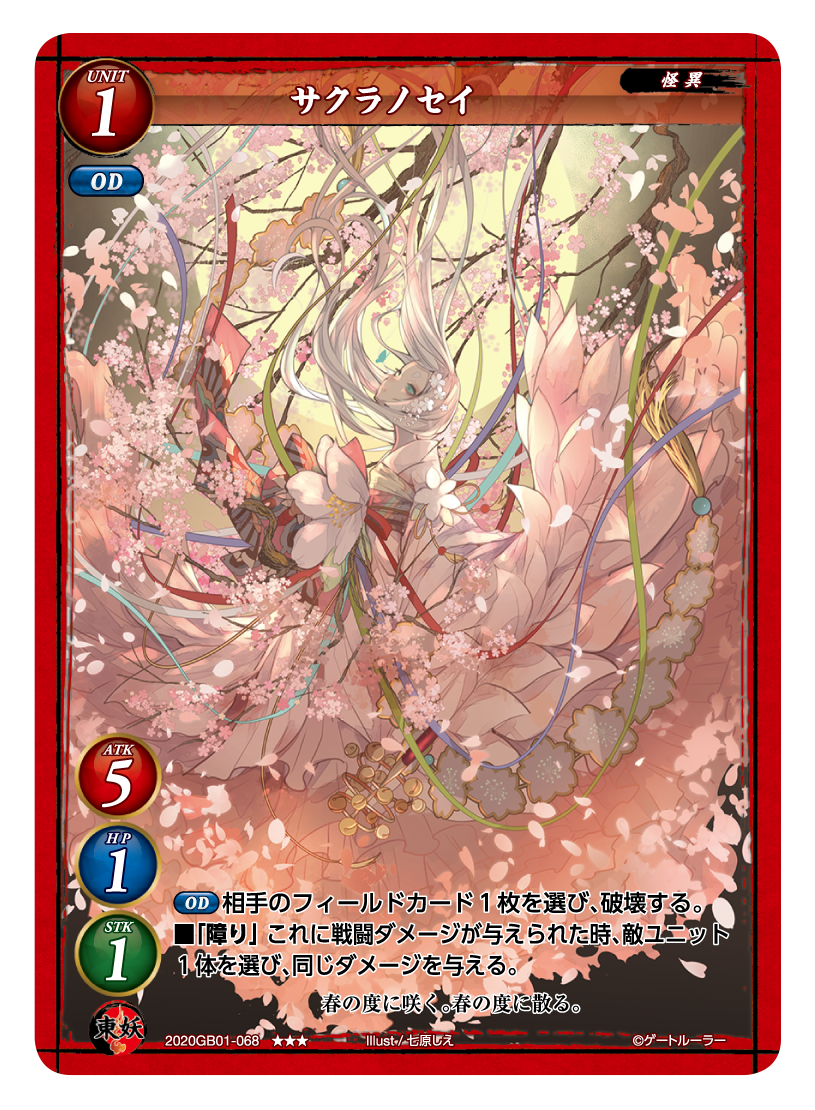 UNIT
1
サクラノセイ
怪異
OD
ATK
5
HP
1
STK
1
OD 相手のフィールドカード1枚を選び、破壊する。
■「障り」 これに戦闘ダメージが与えられた時、敵ユニット
1体を選び、同じダメージを与える。
春の度に咲く。春の度に散る。
東妖
2020GB01-068 ★★★ Illust / 七原しえ ©ゲートルーラー